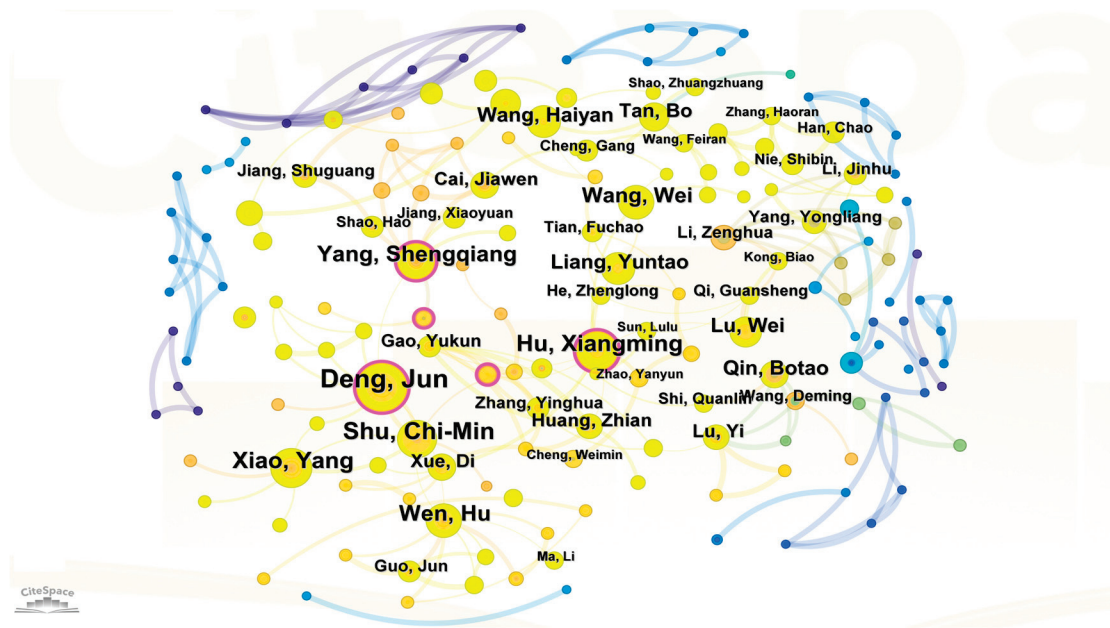 Shao, Zhuangzhuang
Wang, Haiyan
Tan, Bo
Zhang, Haoran
Han, Chao
Cheng, Gang
Wang, Feiran
Nie, Shibin
Li, Jinhu
Jiang, Shuguang
Cai, Jiawen
Wang, Wei
Shao, Hao
Jiang, Xiaoyuan
Tian, Fuchao
Li, Zenghua
Yang, Yongliang
Yang, Shengqiang
Liang, Yuntao
Kong, Biao
He, Zhenglong
Qi, Guansheng
Gao, Yukun
Hu, Xiangming
Sun, Lulu
Lu, Wei
Deng, Jun
Zhao, Yanyun
Qin, Botao
Zhang, Yinghua
Shi, Quanlin
Wang, Deming
Shu, Chi-Min
Huang, Zhian
Lu, Yi
Xiao, Yang
Xue, Di
Cheng, Weimin
Wen, Hu
Guo, Jun
Ma, Li
CiteSpace